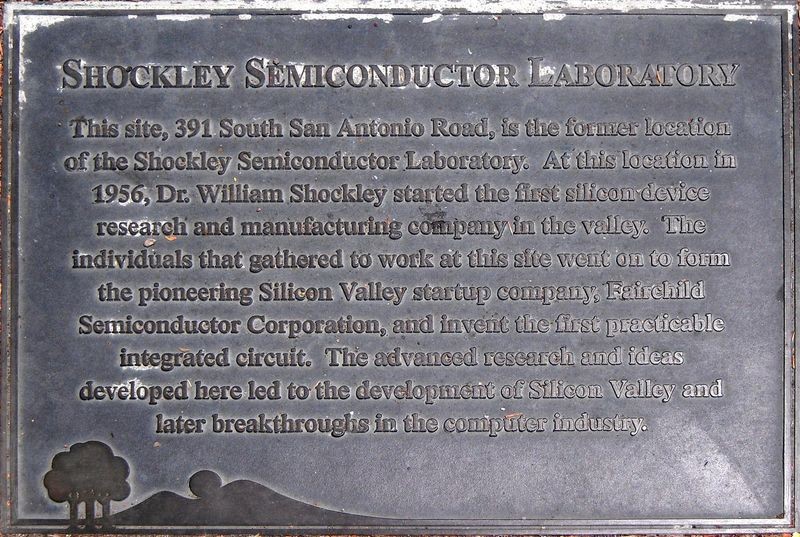 SHOCKLEY SEMICONDUCTOR LABORATORY
This site, 391 South San Antonio Road, is the former location
of the Shockley Semiconductor Laboratory.  At this location in
1956, Dr. William Shockley started the first silicon device
research and manufacturing company in the valley.  The
individuals that gathered to work at this site went on to form
the pioneering Silicon Valley startup company, Fairchild
Semiconductor Corporation, and invent the first practicable
integrated circuit.  The advanced research and ideas
developed here led to the development of Silicon Valley and
later breakthroughs in the computer industry.